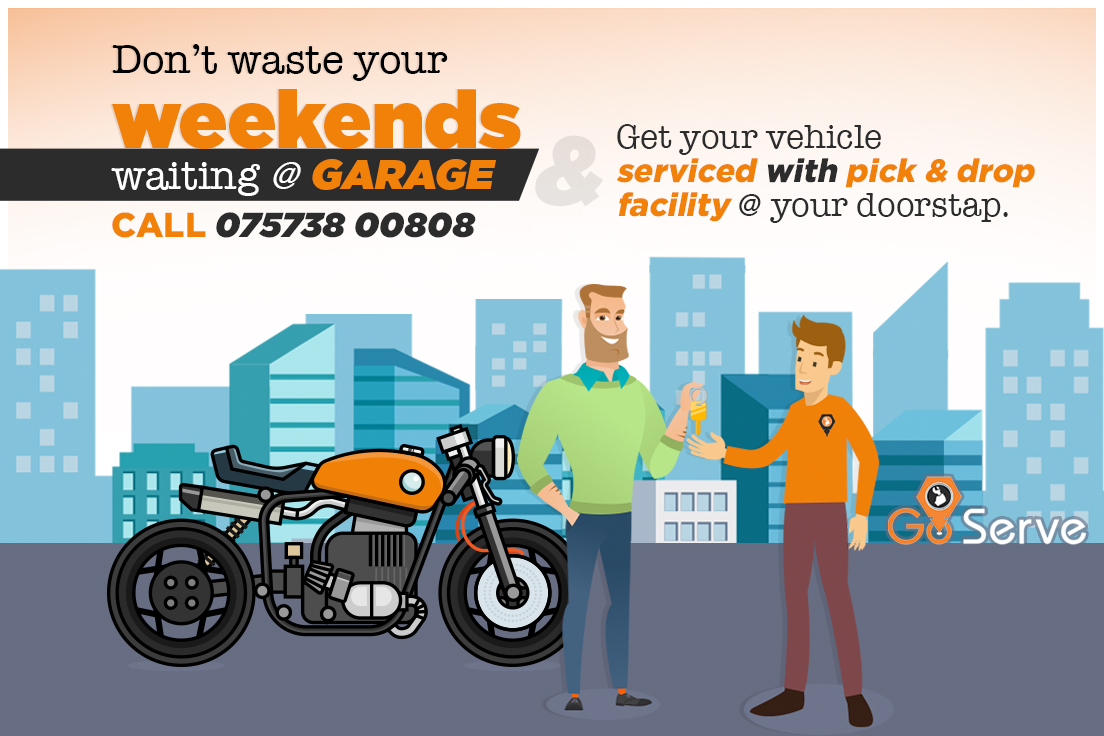 Don't waste your
weekends
waiting @ GARAGE
CALL 075738 00808
&
Get your vehicle
serviced with pick & drop
facility @ your doorstap.
GoServe